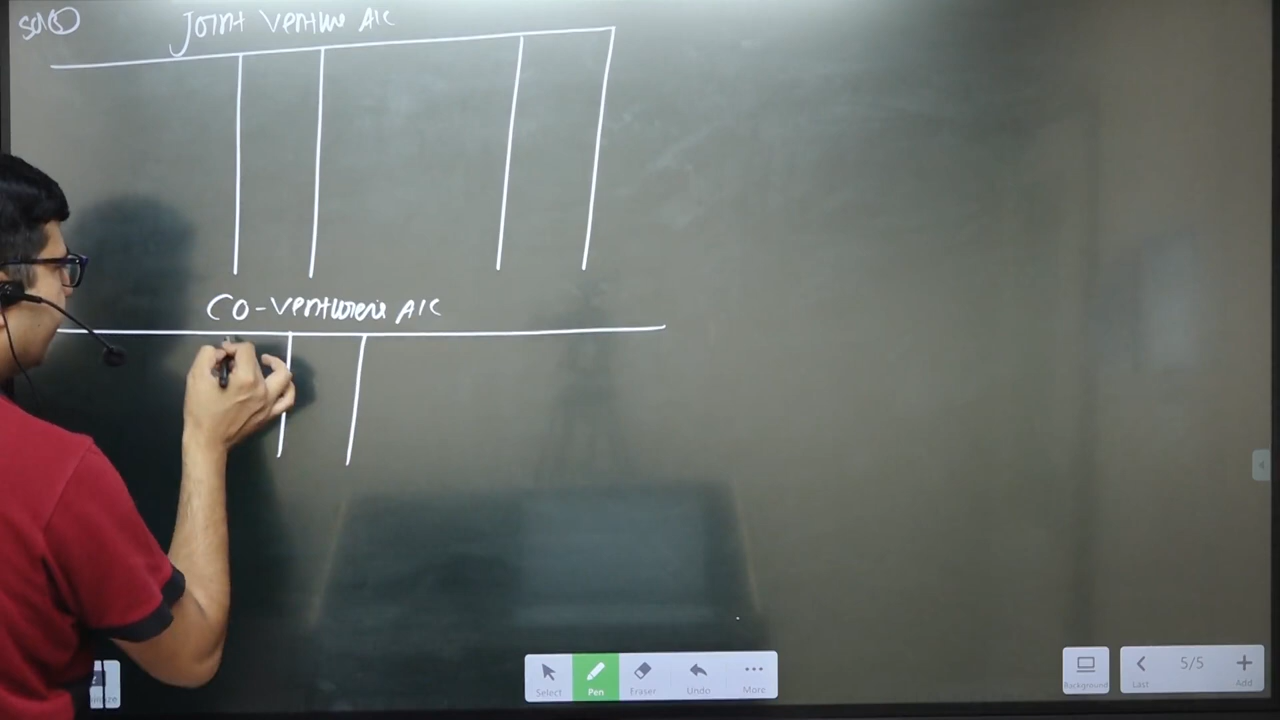 Joint Venture A/C
Co-venturer's A/C
Select Pen Eraser Undo More
Background
Last 5/5 Add